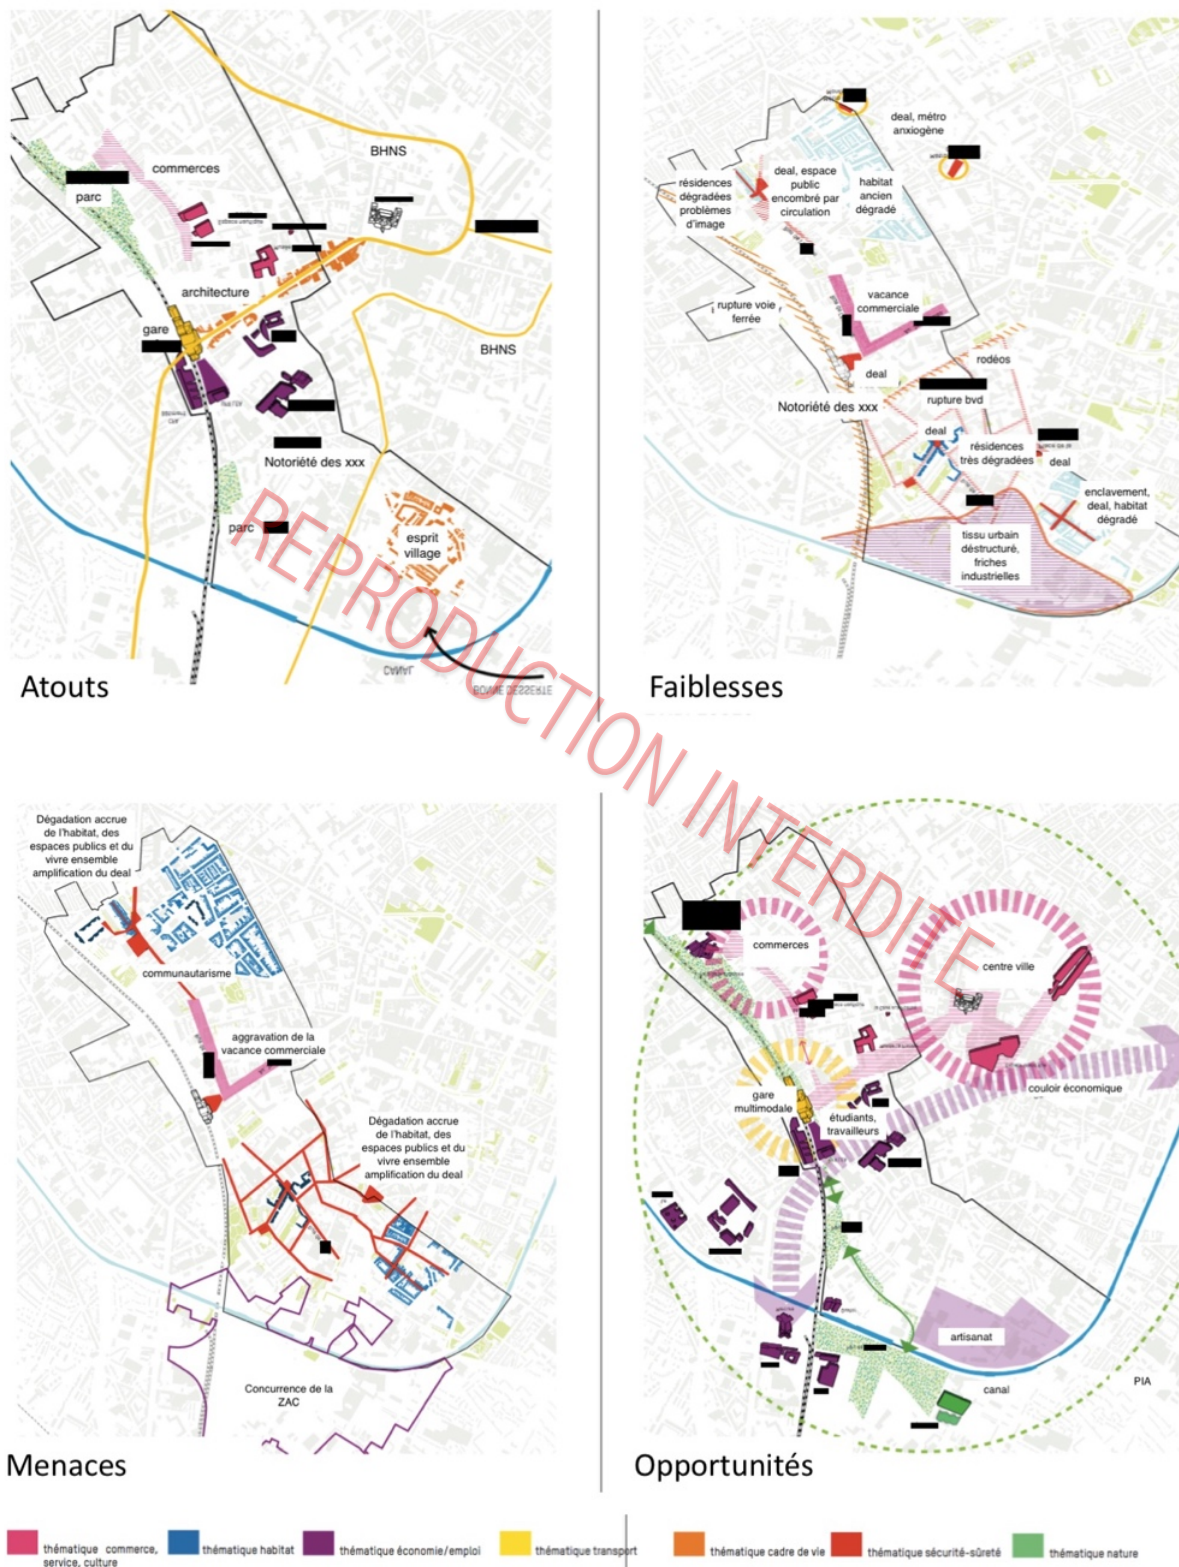 BHNS
commerces
parc
architecture
gare
BHNS
Notoriété des xxx
parc
esprit
village
CANAL
BONNE DESSERTE
Atouts
deal, métro
anxiogène
résidences
dégradées
problèmes
d'image
deal, espace
public
encombré par
circulation
habitat
ancien
dégradé
rupture voie
ferrée
vacance
commerciale
rodéos
deal
rupture bvd
Notoriété des xxx
deal
résidences
très dégradées
deal
enclavement,
deal, habitat
dégradé
tissu urbain
déstructuré,
friches
industrielles
Faiblesses
REPRODUCTION INTERDITE
Dégadation accrue
de l'habitat, des
espaces publics et du
vivre ensemble
amplification du deal
communautarisme
aggravation de la
vacance commerciale
Dégadation accrue
de l'habitat, des
espaces publics et du
vivre ensemble
amplification du deal
Concurrence de la
ZAC
Menaces
commerces
centre ville
couloir économique
gare
multimodale
étudiants,
travailleurs
artisanat
canal
PIA
Opportunités
thématique commerce,
service, culture
thématique habitat
thématique économie/emploi
thématique transport
thématique cadre de vie
thématique sécurité-sûreté
thématique nature